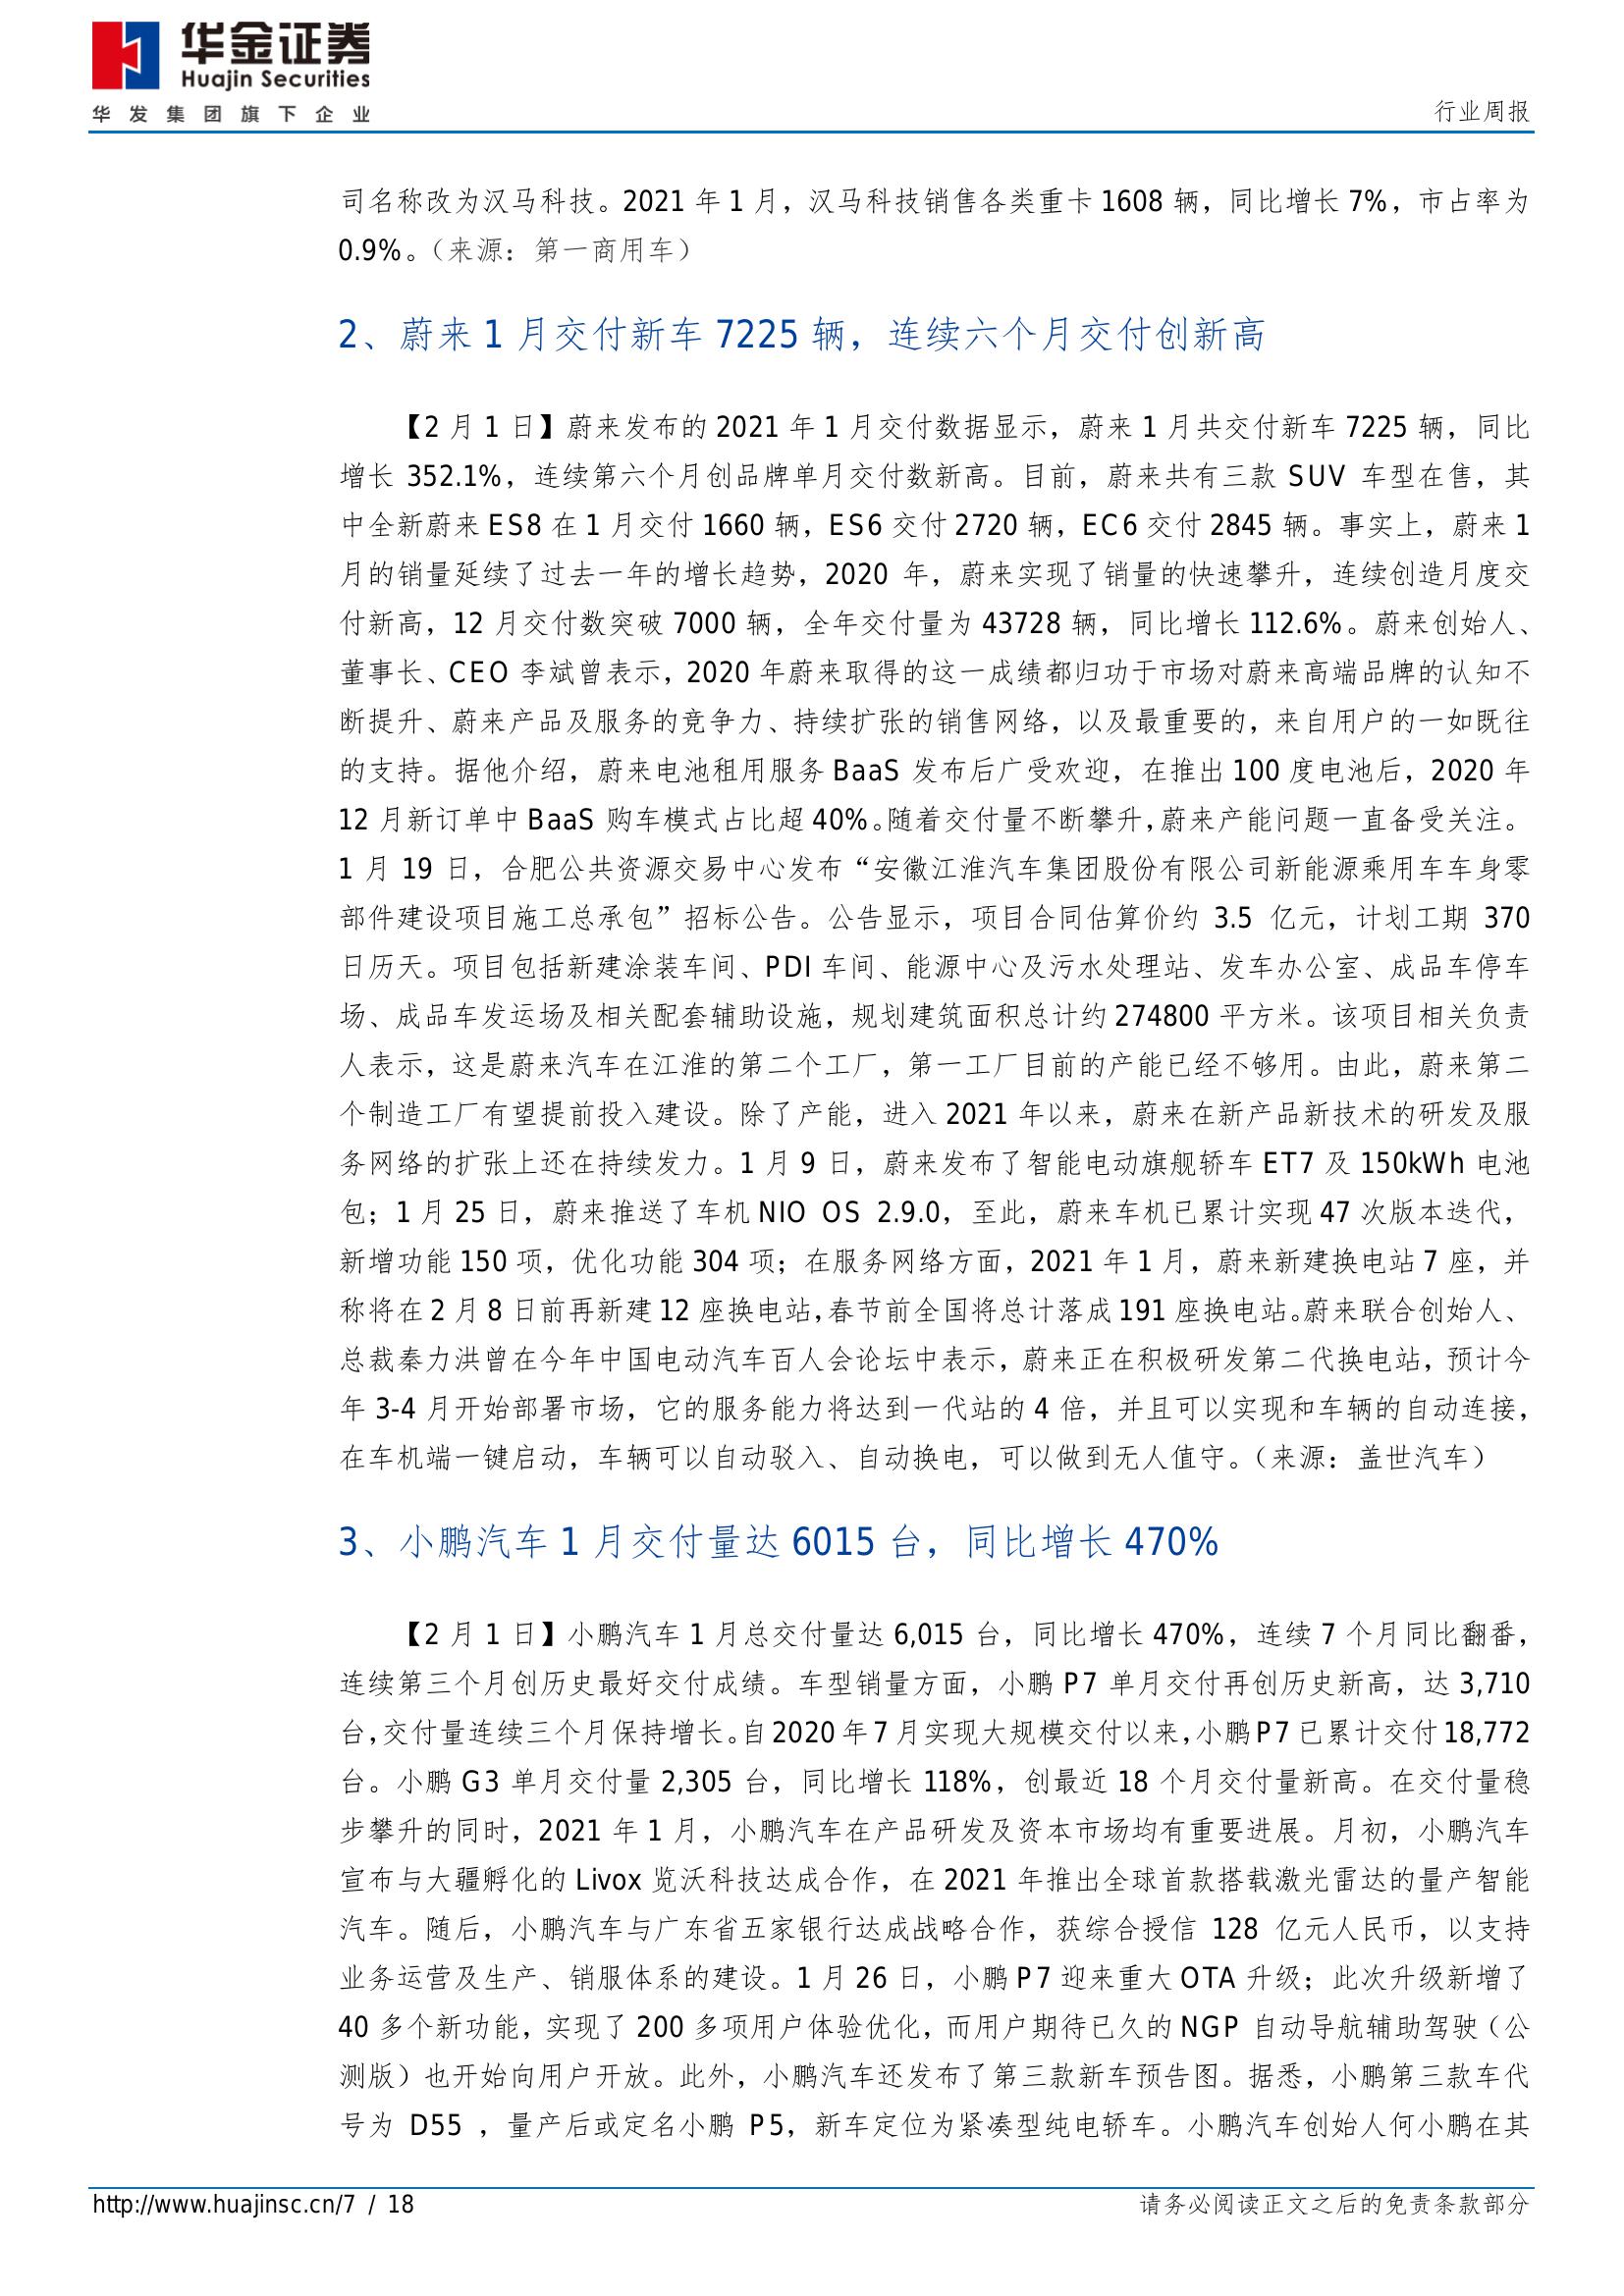 华金证券
Huajin Securities
华发集团旗下企业
行业周报
司名称改为汉马科技。2021 年 1 月，汉马科技销售各类重卡 1608 辆，同比增长 7%，市占率为
0.9%。（来源：第一商用车）
2、蔚来 1 月交付新车 7225 辆，连续六个月交付创新高
【2 月 1 日】蔚来发布的 2021 年 1 月交付数据显示，蔚来 1 月共交付新车 7225 辆，同比
增长 352.1%，连续第六个月创品牌单月交付数新高。目前，蔚来共有三款 SUV 车型在售，其
中全新蔚来 ES8 在 1 月交付 1660 辆，ES6 交付 2720 辆，EC6 交付 2845 辆。事实上，蔚来 1
月的销量延续了过去一年的增长趋势，2020 年，蔚来实现了销量的快速攀升，连续创造月度交
付新高，12 月交付数突破 7000 辆，全年交付量为 43728 辆，同比增长 112.6%。蔚来创始人、
董事长、CEO 李斌曾表示，2020 年蔚来取得的这一成绩都归功于市场对蔚来高端品牌的认知不
断提升、蔚来产品及服务的竞争力、持续扩张的销售网络，以及最重要的，来自用户的一如既往
的支持。据他介绍，蔚来电池租用服务 BaaS 发布后广受欢迎，在推出 100 度电池后，2020 年
12 月新订单中 BaaS 购车模式占比超 40%。随着交付量不断攀升，蔚来产能问题一直备受关注。
1 月 19 日，合肥公共资源交易中心发布“安徽江淮汽车集团股份有限公司新能源乘用车车身零
部件建设项目施工总承包”招标公告。公告显示，项目合同估算价约 3.5 亿元，计划工期 370
日历天。项目包括新建涂装车间、PDI 车间、能源中心及污水处理站、发车办公室、成品车停车
场、成品车发运场及相关配套辅助设施，规划建筑面积总计约 274800 平方米。该项目相关负责
人表示，这是蔚来汽车在江淮的第二个工厂，第一工厂目前的产能已经不够用。由此，蔚来第二
个制造工厂有望提前投入建设。除了产能，进入 2021 年以来，蔚来在新产品新技术的研发及服
务网络的扩张上还在持续发力。1 月 9 日，蔚来发布了智能电动旗舰轿车 ET7 及 150kWh 电池
包；1 月 25 日，蔚来推送了车机 NIO OS 2.9.0，至此，蔚来车机已累计实现 47 次版本迭代，
新增功能 150 项，优化功能 304 项；在服务网络方面，2021 年 1 月，蔚来新建换电站 7 座，并
称将在 2 月 8 日前再新建 12 座换电站，春节前全国将总计落成 191 座换电站。蔚来联合创始人、
总裁秦力洪曾在今年中国电动汽车百人会论坛中表示，蔚来正在积极研发第二代换电站，预计今
年 3-4 月开始部署市场，它的服务能力将达到一代站的 4 倍，并且可以实现和车辆的自动连接，
在车机端一键启动，车辆可以自动驳入、自动换电，可以做到无人值守。（来源：盖世汽车）
3、小鹏汽车 1 月交付量达 6015 台，同比增长 470%
【2 月 1 日】小鹏汽车 1 月总交付量达 6,015 台，同比增长 470%，连续 7 个月同比翻番，
连续第三个月创历史最好交付成绩。车型销量方面，小鹏 P7 单月交付再创历史新高，达 3,710
台，交付量连续三个月保持增长。自 2020 年 7 月实现大规模交付以来，小鹏 P7 已累计交付 18,772
台。小鹏 G3 单月交付量 2,305 台，同比增长 118%，创最近 18 个月交付量新高。在交付量稳
步攀升的同时，2021 年 1 月，小鹏汽车在产品研发及资本市场均有重要进展。月初，小鹏汽车
宣布与大疆孵化的 Livox 览沃科技达成合作，在 2021 年推出全球首款搭载激光雷达的量产智能
汽车。随后，小鹏汽车与广东省五家银行达成战略合作，获综合授信 128 亿元人民币，以支持
业务运营及生产、销服体系的建设。1 月 26 日，小鹏 P7 迎来重大 OTA 升级；此次升级新增了
40 多个新功能，实现了 200 多项用户体验优化，而用户期待已久的 NGP 自动导航辅助驾驶（公
测版）也开始向用户开放。此外，小鹏汽车还发布了第三款新车预告图。据悉，小鹏第三款车代
号为 D55 ，量产后或定名小鹏 P5，新车定位为紧凑型纯电轿车。小鹏汽车创始人何小鹏在其
http://www.huajinsc.cn/7 / 18
请务必阅读正文之后的免责条款部分